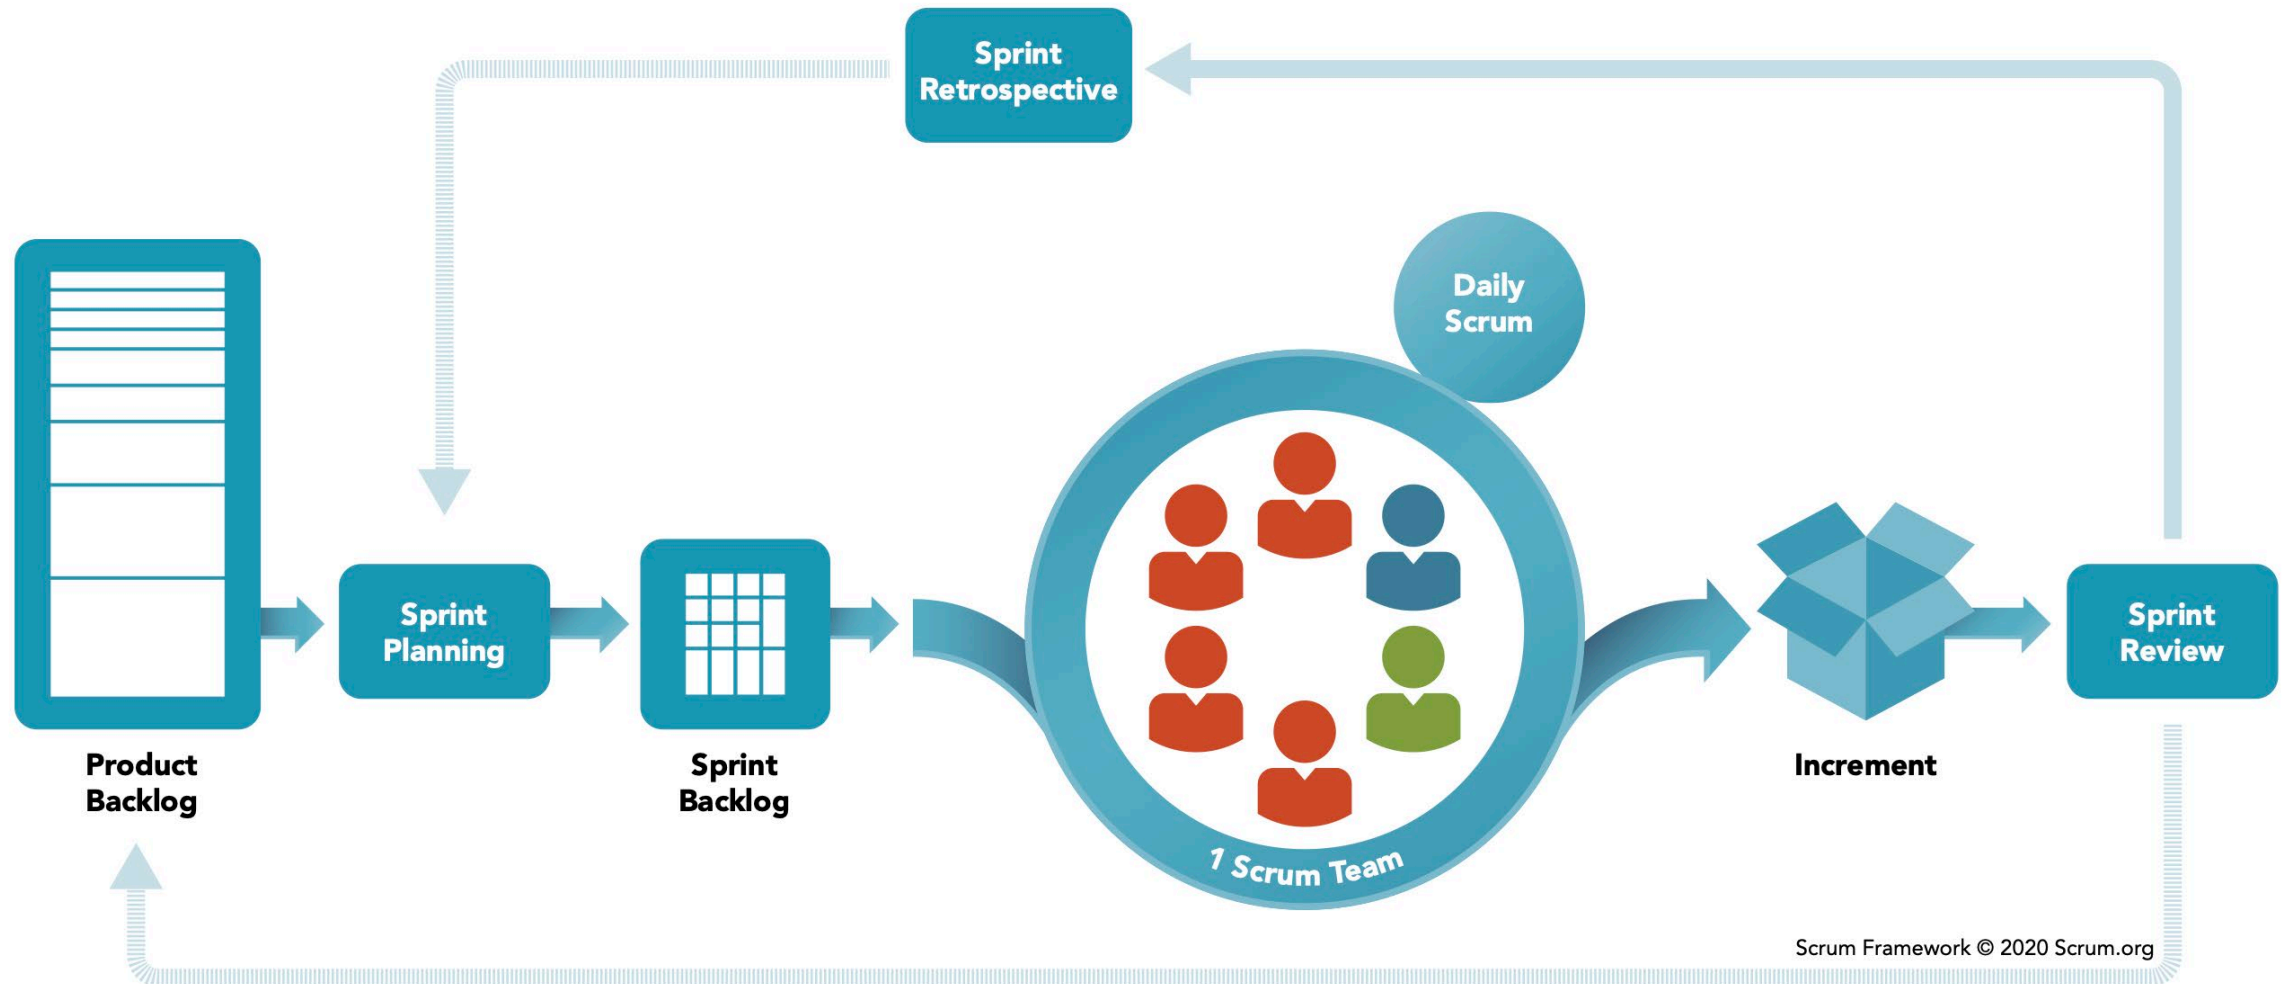 Sprint
Retrospective
Daily
Scrum
Sprint
Planning
Sprint
Review
Product
Backlog
Sprint
Backlog
Increment
1 Scrum Team
Scrum Framework © 2020 Scrum.org